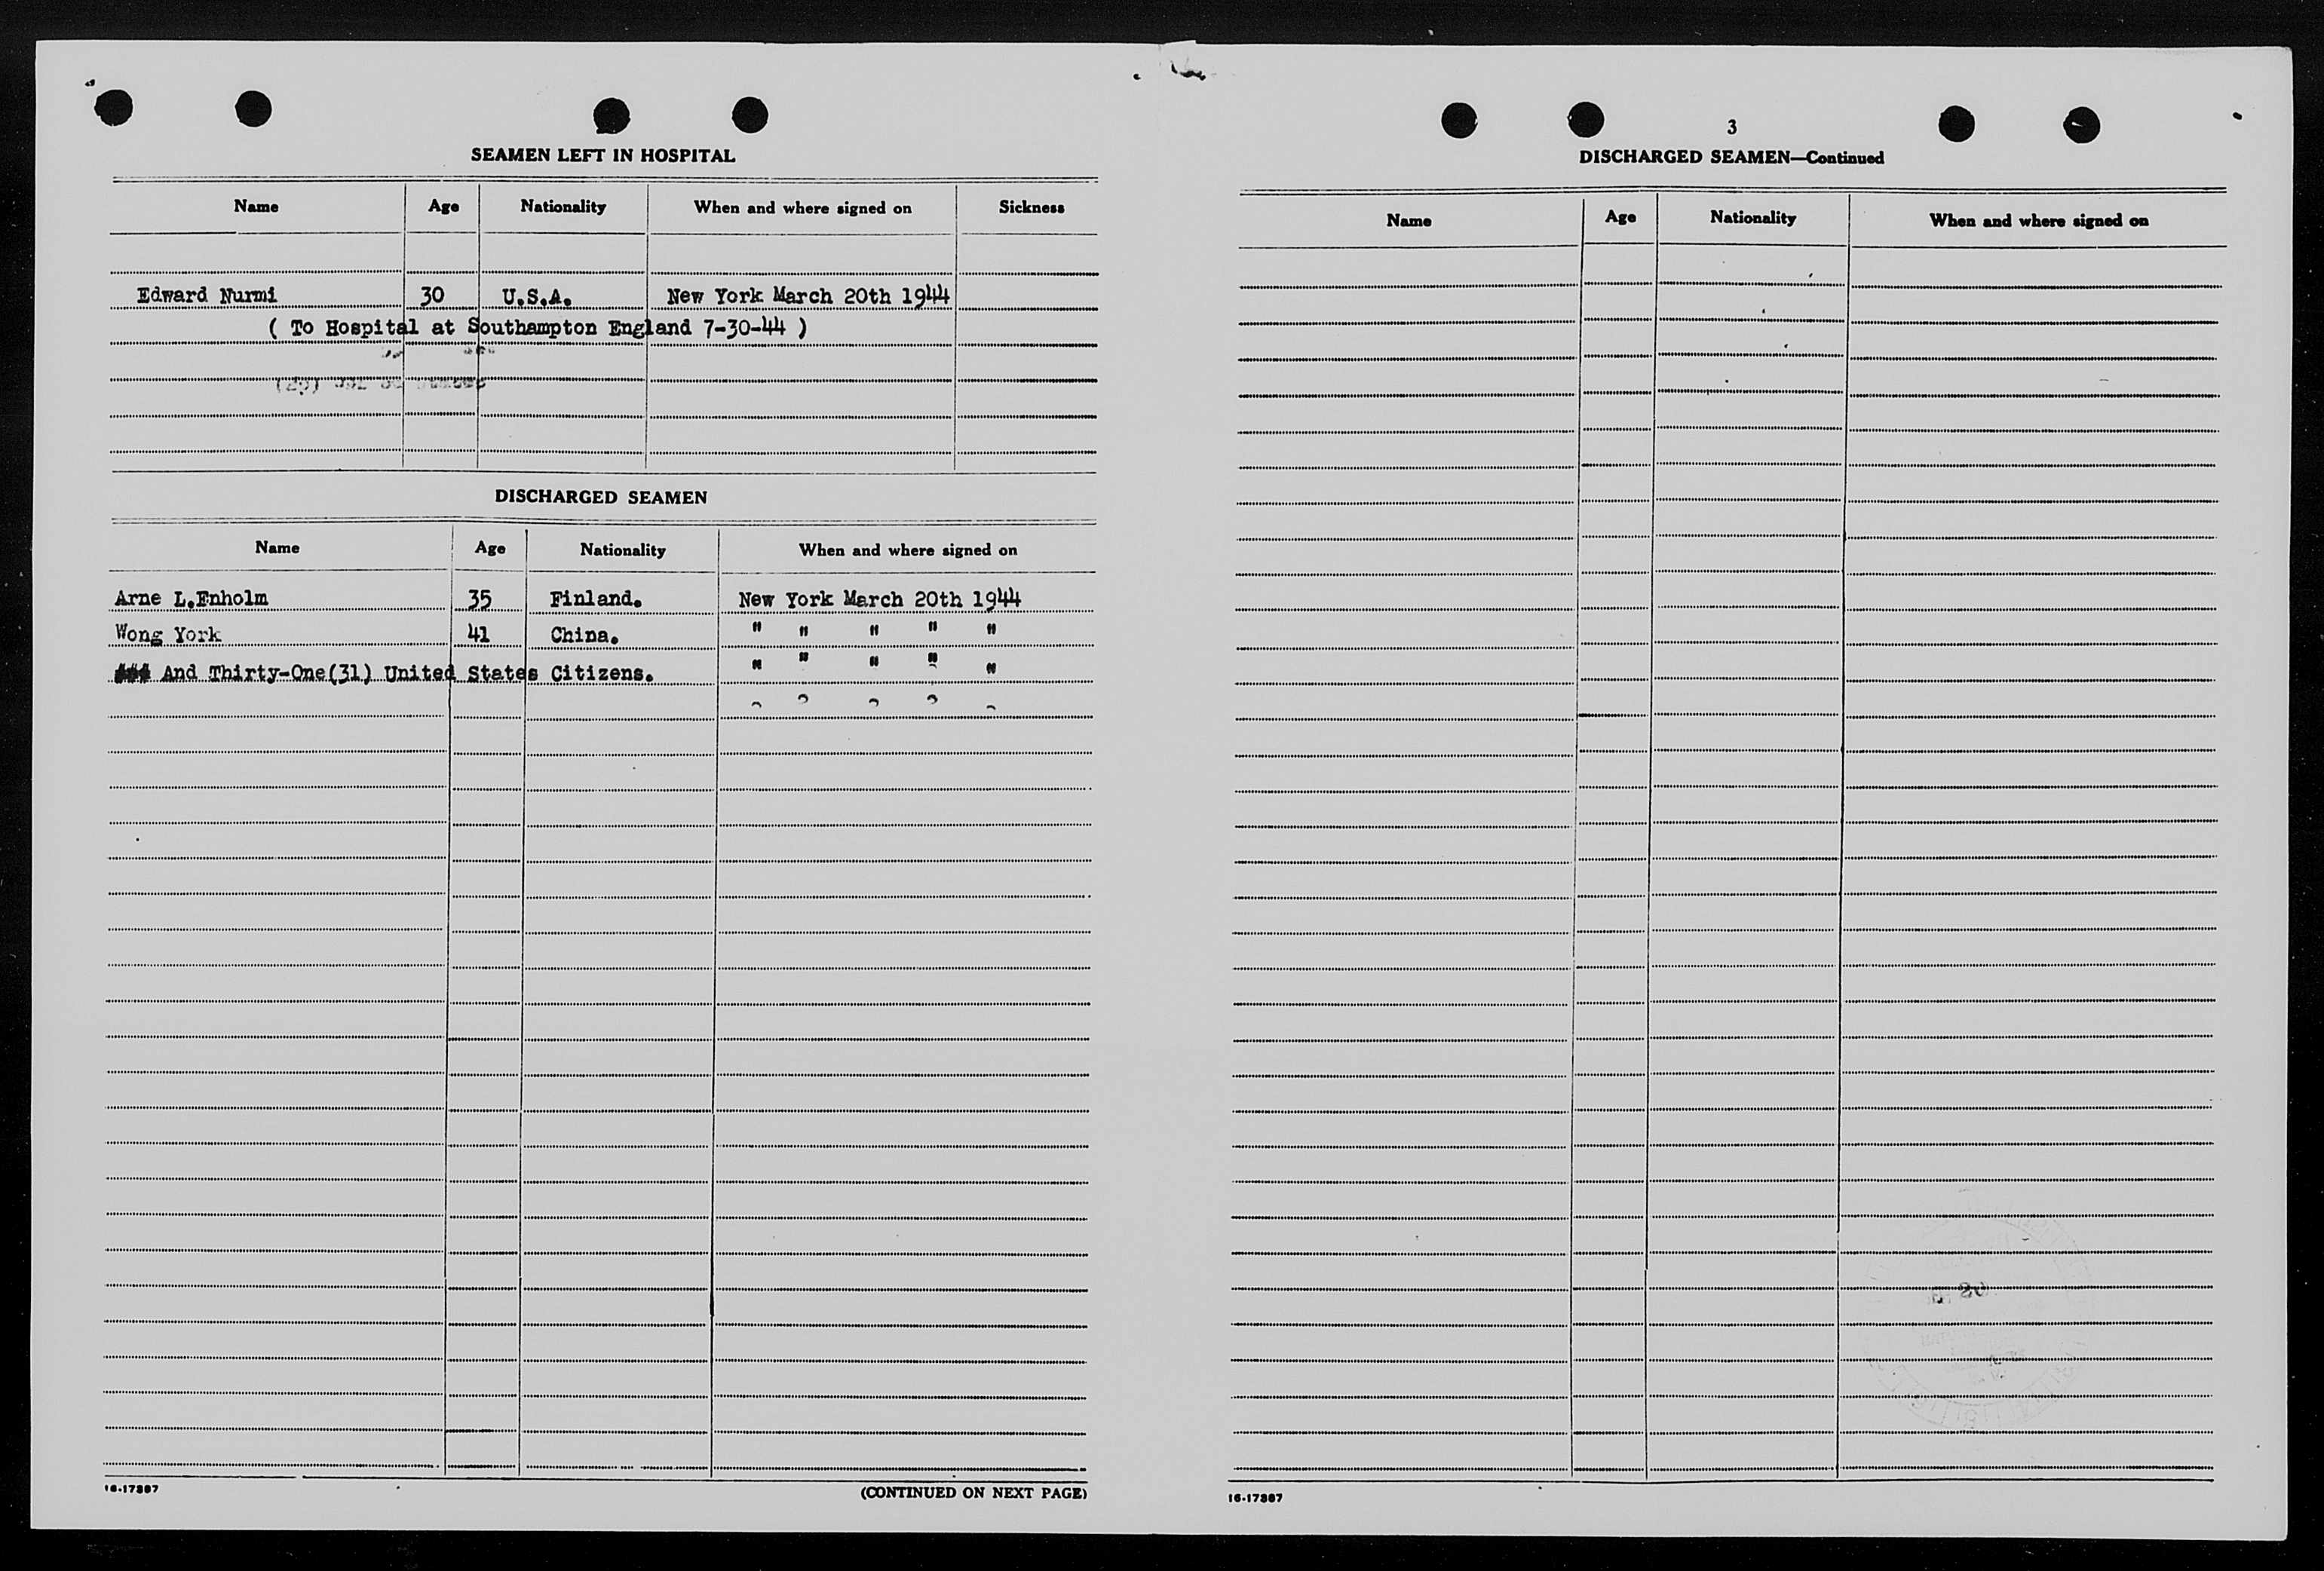 SEAMEN LEFT IN HOSPITAL
Name Age Nationality When and where signed on Sickness
Edward Nurmi 30 U.S.A. New York March 20th 1944
( To Hospital at Southampton England 7-30-44 )
DISCHARGED SEAMEN
Name Age Nationality When and where signed on
Arne L.Enholm 35 Finland. New York March 20th 1944
Wong York 41 China. " " " " "
And Thirty-One(31) United States Citizens. " " " " "
16-17387
(CONTINUED ON NEXT PAGE)
3
DISCHARGED SEAMEN—Continued
Name Age Nationality When and where signed on
16-17387